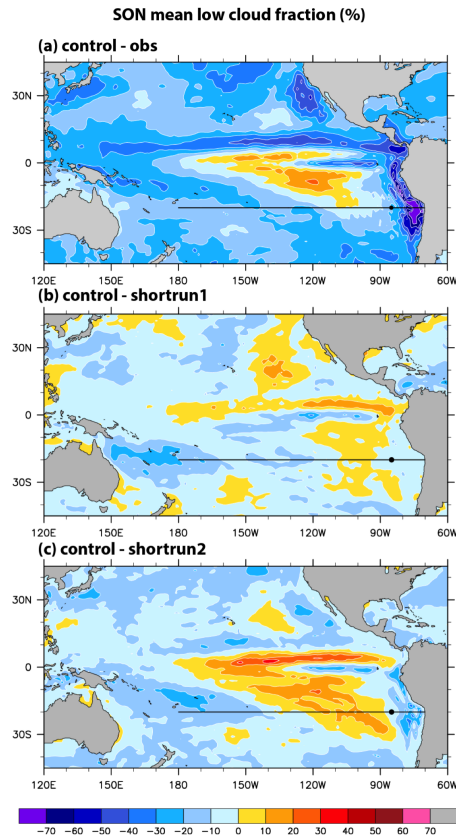 SON mean low cloud fraction (%)
(a) control - obs
30N
0
30S
120E 150E 180 150W 120W 90W 60W
(b) control - shortrun1
30N
0
30S
120E 150E 180 150W 120W 90W 60W
(c) control - shortrun2
30N
0
30S
120E 150E 180 150W 120W 90W 60W
−70 −60 −50 −40 −30 −20 −10 0 10 20 30 40 50 60 70